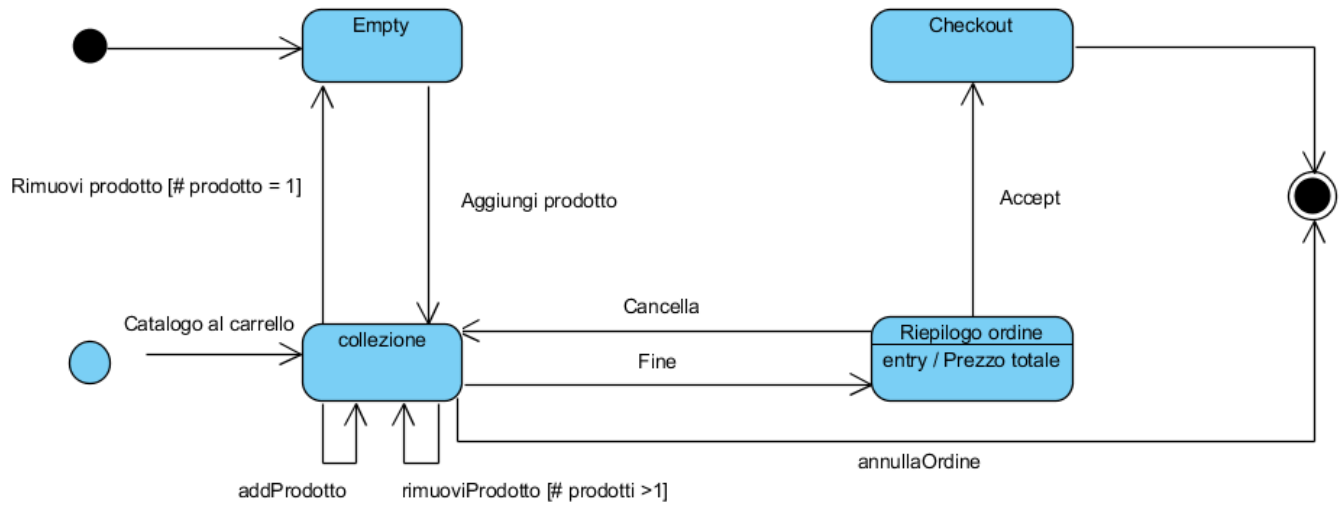 Empty
Checkout
Rimuovi prodotto [# prodotto = 1]
Aggiungi prodotto
Accept
Catalogo al carrello
collezione
Cancella
Fine
Riepilogo ordine
entry / Prezzo totale
annullaOrdine
addProdotto
rimuoviProdotto [# prodotti >1]